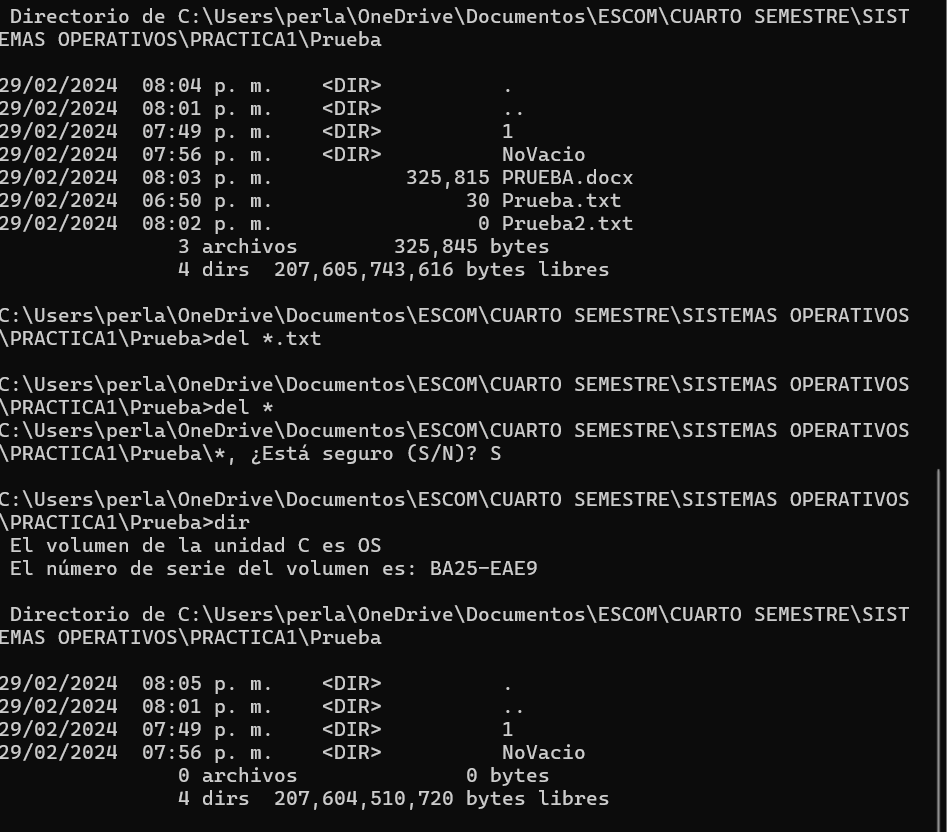 Directorio de C:\Users\perla\OneDrive\Documentos\ESCOM\CUARTO SEMESTRE\SIST
EMAS OPERATIVOS\PRACTICA1\Prueba
29/02/2024  08:04 p. m.    <DIR>          .
29/02/2024  08:01 p. m.    <DIR>          ..
29/02/2024  07:49 p. m.    <DIR>          1
29/02/2024  07:56 p. m.    <DIR>          NoVacio
29/02/2024  08:03 p. m.           325,815 PRUEBA.docx
29/02/2024  06:50 p. m.                30 Prueba.txt
29/02/2024  08:02 p. m.                 0 Prueba2.txt
               3 archivos        325,845 bytes
               4 dirs  207,605,743,616 bytes libres
C:\Users\perla\OneDrive\Documentos\ESCOM\CUARTO SEMESTRE\SISTEMAS OPERATIVOS
\PRACTICA1\Prueba>del *.txt
C:\Users\perla\OneDrive\Documentos\ESCOM\CUARTO SEMESTRE\SISTEMAS OPERATIVOS
\PRACTICA1\Prueba>del *
C:\Users\perla\OneDrive\Documentos\ESCOM\CUARTO SEMESTRE\SISTEMAS OPERATIVOS
\PRACTICA1\Prueba\*, ¿Está seguro (S/N)? S
C:\Users\perla\OneDrive\Documentos\ESCOM\CUARTO SEMESTRE\SISTEMAS OPERATIVOS
\PRACTICA1\Prueba>dir
 El volumen de la unidad C es OS
 El número de serie del volumen es: BA25-EAE9
 Directorio de C:\Users\perla\OneDrive\Documentos\ESCOM\CUARTO SEMESTRE\SIST
EMAS OPERATIVOS\PRACTICA1\Prueba
29/02/2024  08:05 p. m.    <DIR>          .
29/02/2024  08:01 p. m.    <DIR>          ..
29/02/2024  07:49 p. m.    <DIR>          1
29/02/2024  07:56 p. m.    <DIR>          NoVacio
               0 archivos              0 bytes
               4 dirs  207,604,510,720 bytes libres